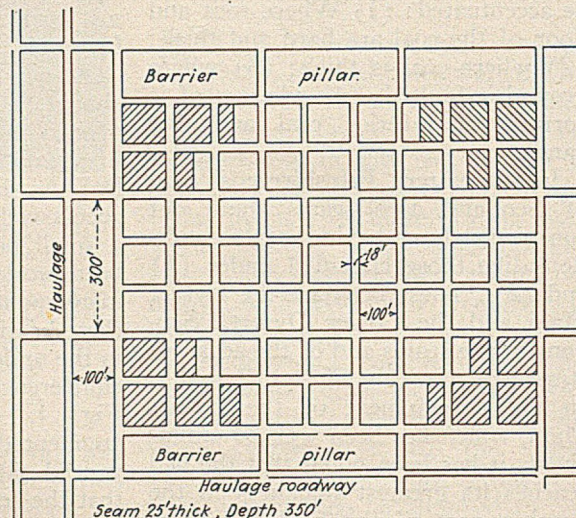 Barrier pillar.
Haulage
300'
18'
100'
100'
Barrier pillar
Haulage roadway
Seam 25' thick, Depth 350'